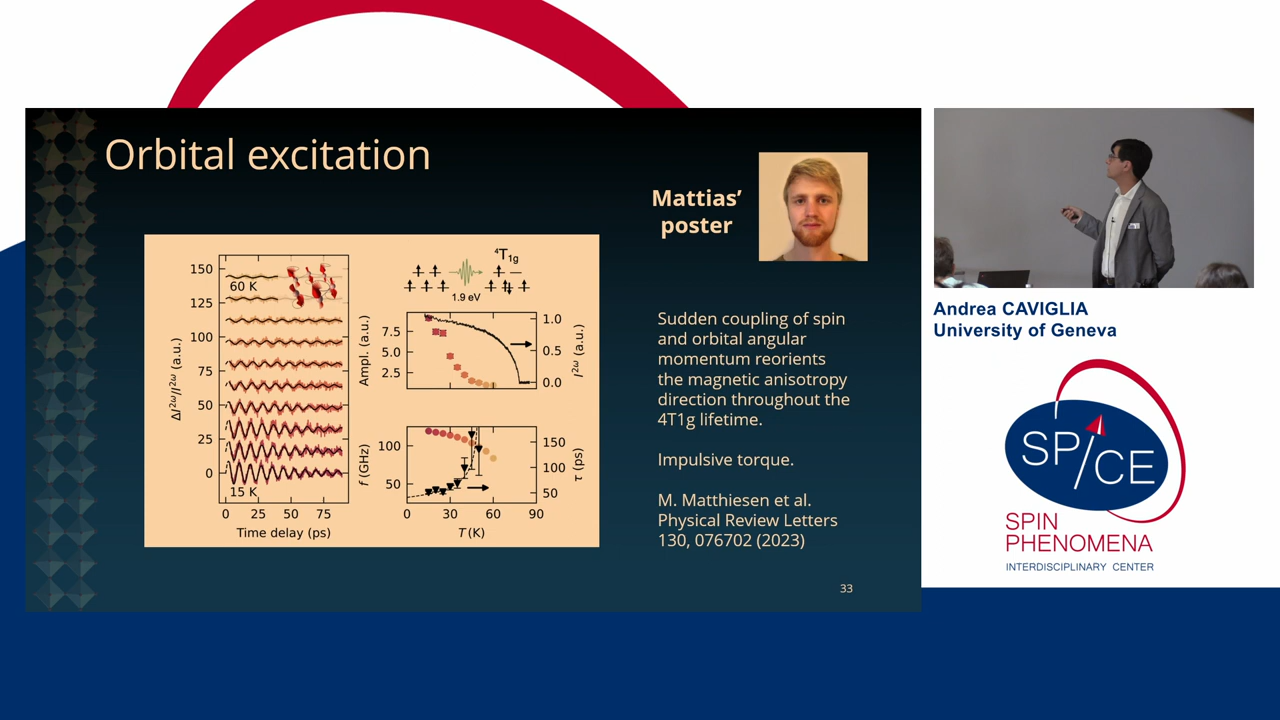 Orbital excitation
Mattias’
poster
150
125
100
75
50
25
0
ΔI²ω/I²ω (a.u.)
60 K
15 K
0 25 50 75
Time delay (ps)
⁴T₁g
1.9 eV
Ampl. (a.u.)
7.5
5.0
2.5
1.0
0.5
0.0
I²ω (a.u.)
f (GHz)
100
50
150
100
50
τ (ps)
0 30 60 90
T (K)
Sudden coupling of spin
and orbital angular
momentum reorients
the magnetic anisotropy
direction throughout the
4T1g lifetime.
Impulsive torque.
M. Matthiesen et al.
Physical Review Letters
130, 076702 (2023)
33
Andrea CAVIGLIA
University of Geneva
SP/CE
SPIN
PHENOMENA
INTERDISCIPLINARY CENTER